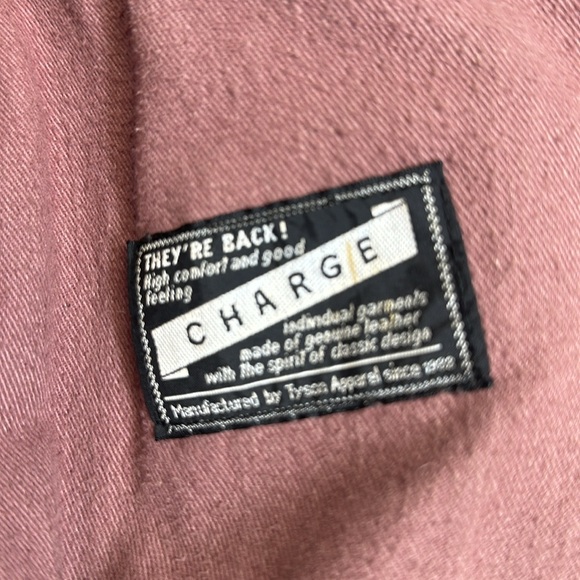 THEY'RE BACK!
High comfort and good
feeling
CHARGE
individual garments
made of genuine leather
with the spirit of classic design
Manufactured by Tyson Apparel since